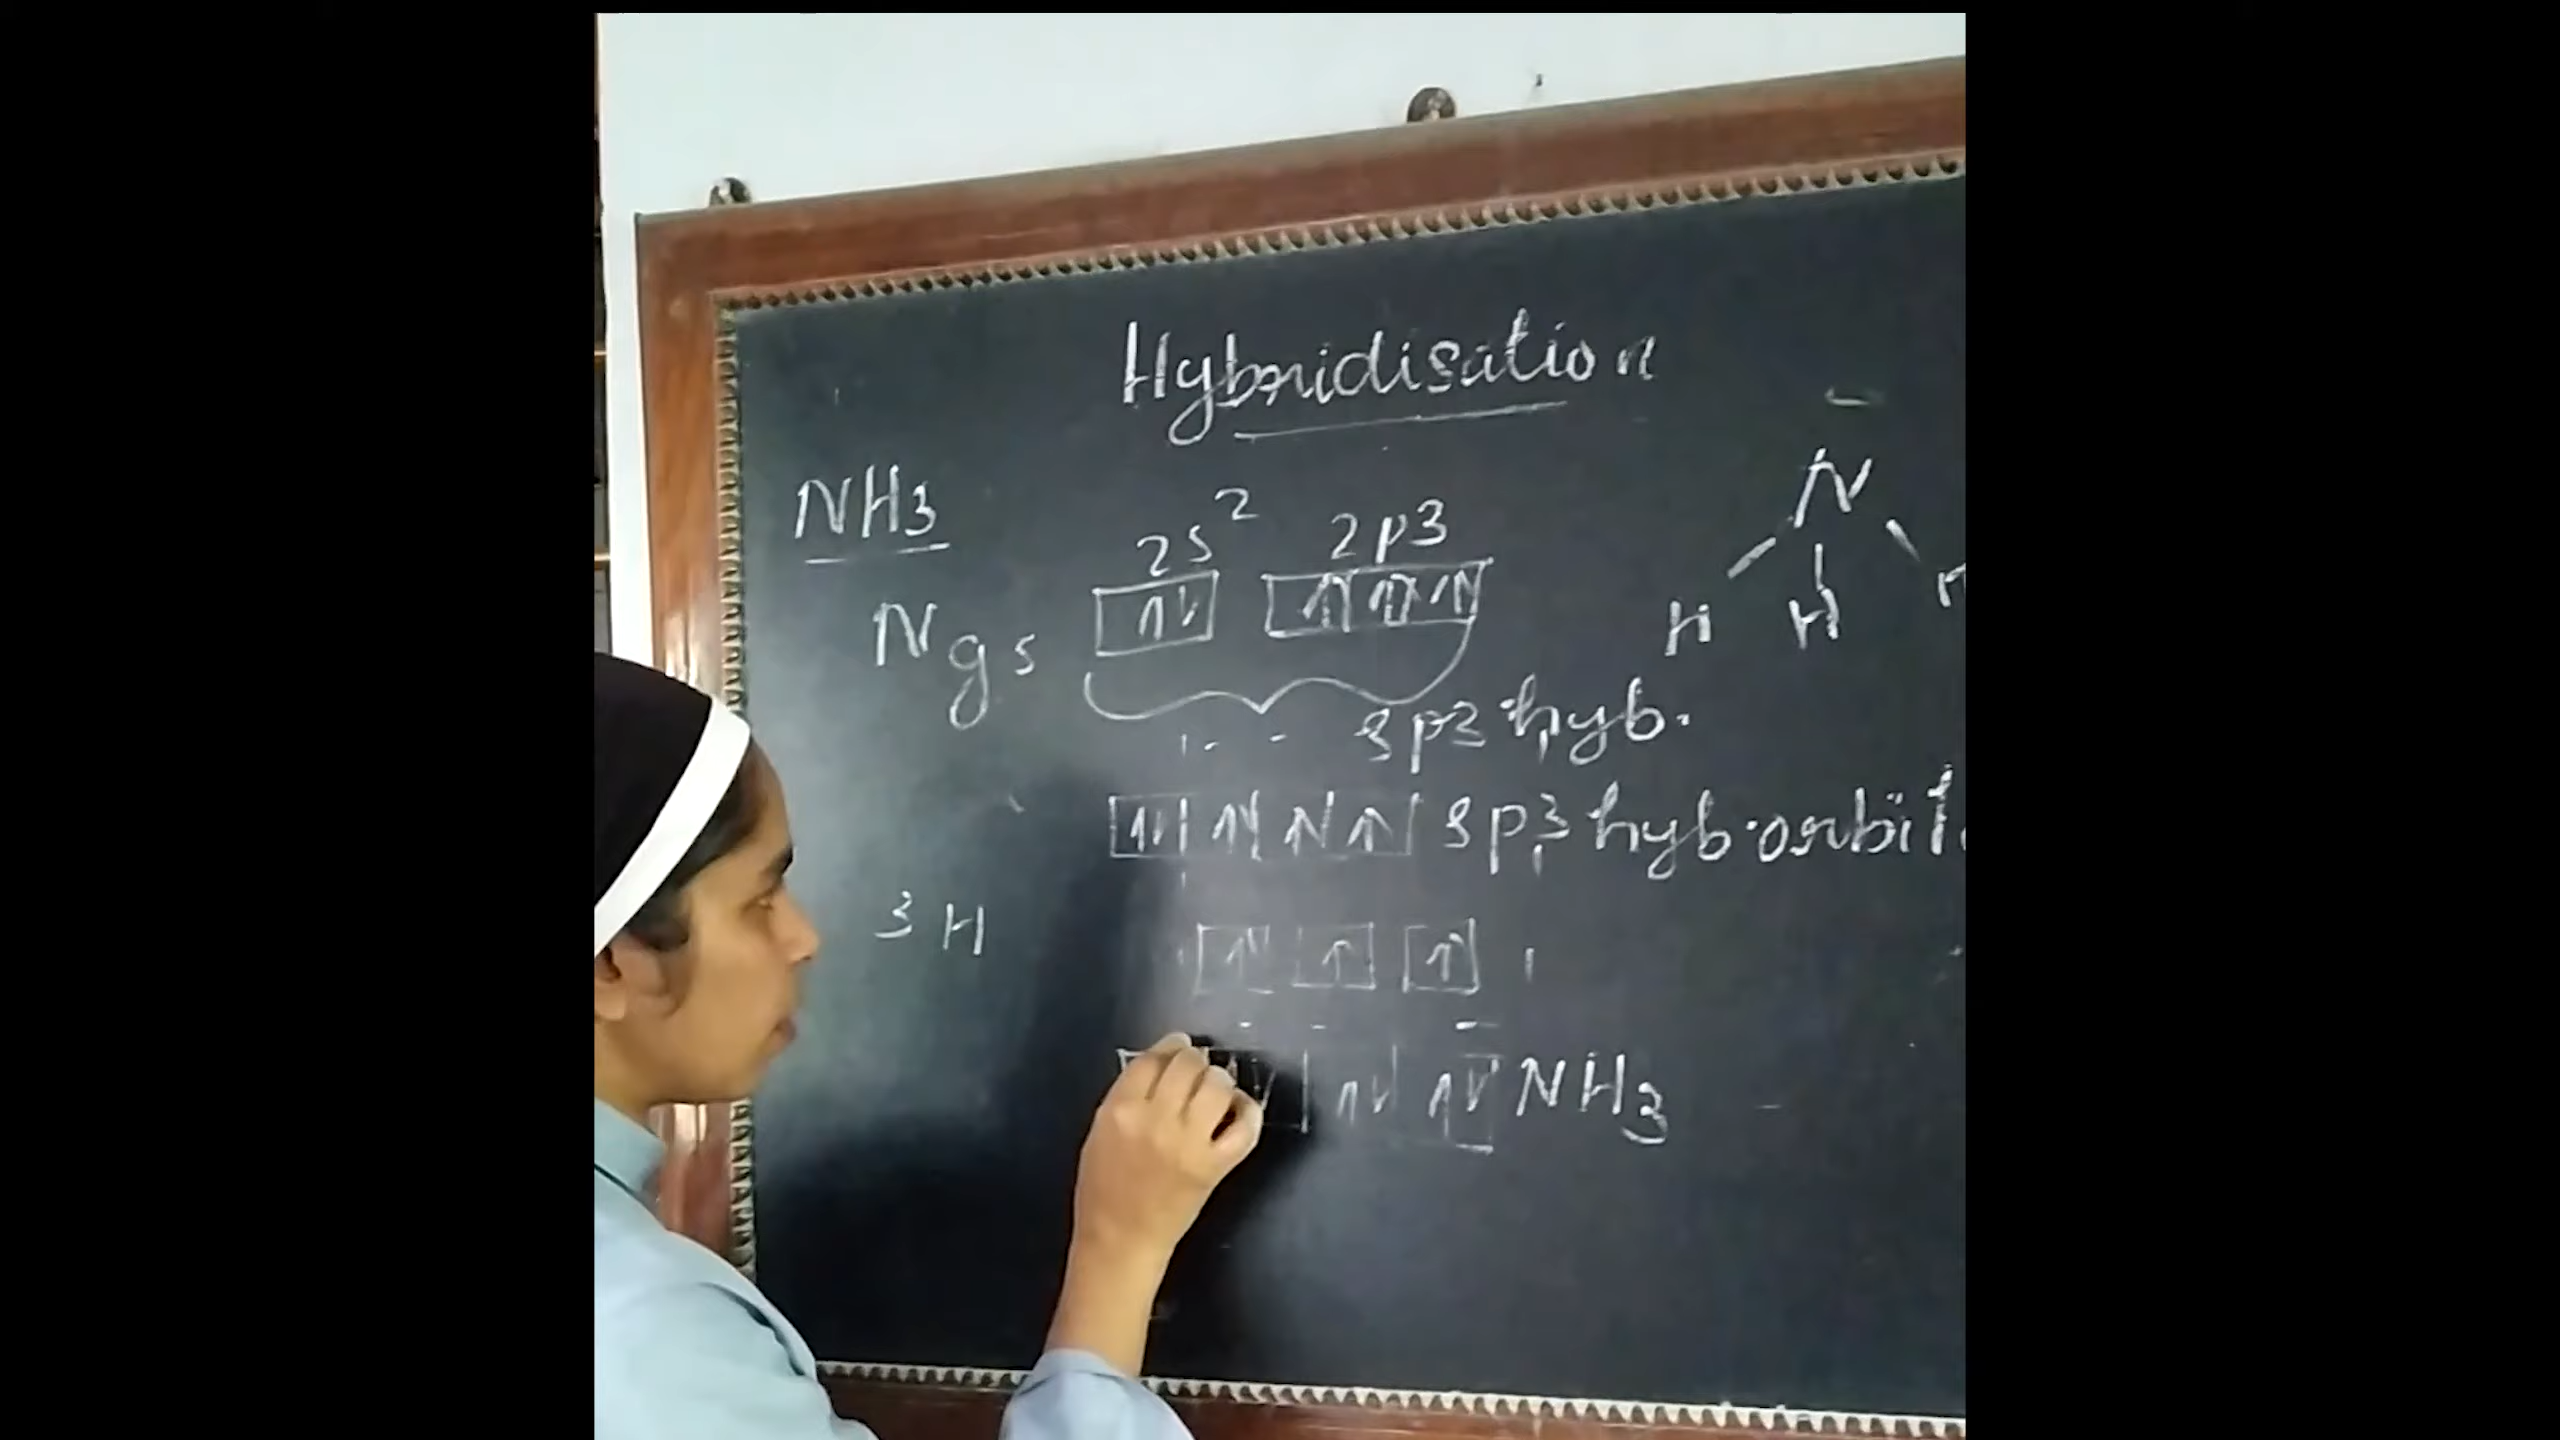 Hybridisation
NH3
2s² 2p3
N gs
N
H H
sp3 hyb.
sp3 hyb. orbit
3 H
NH3